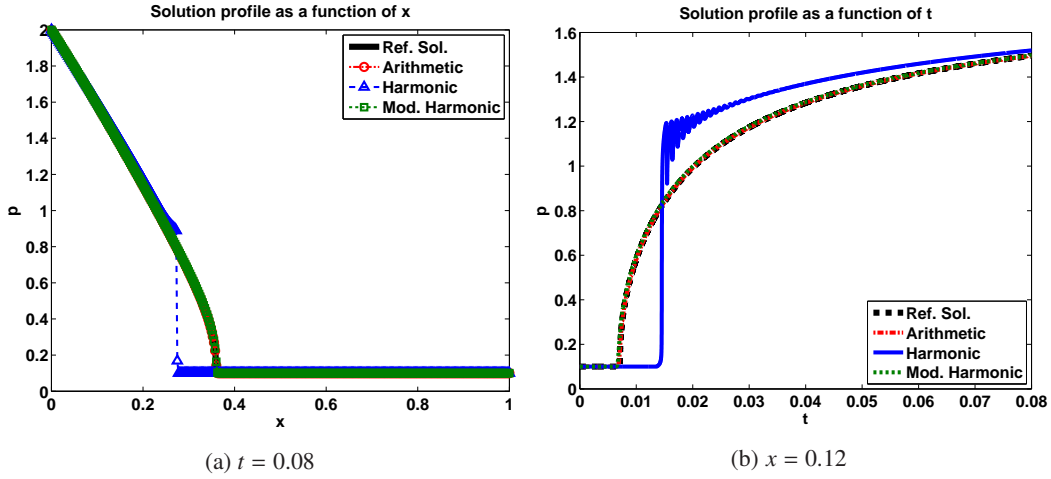 Solution profile as a function of x
2
1.8
1.6
1.4
1.2
1
0.8
0.6
0.4
0.2
0
p
0
0.2
0.4
0.6
0.8
1
x
Ref. Sol.
Arithmetic
Harmonic
Mod. Harmonic
(a) t = 0.08
Solution profile as a function of t
1.6
1.4
1.2
1
0.8
0.6
0.4
0.2
0
p
0
0.01
0.02
0.03
0.04
0.05
0.06
0.07
0.08
t
Ref. Sol.
Arithmetic
Harmonic
Mod. Harmonic
(b) x = 0.12